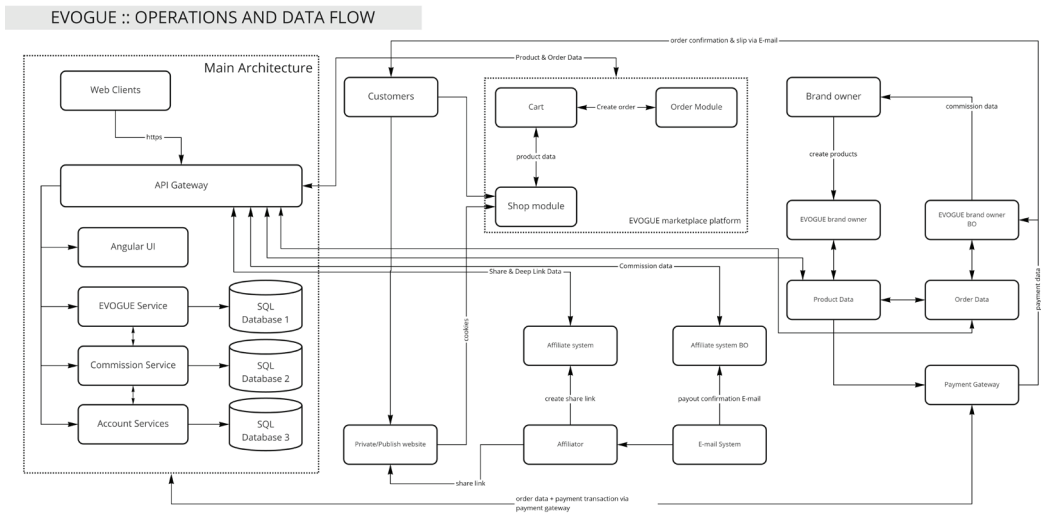 EVOGUE :: OPERATIONS AND DATA FLOW
order confirmation & slip via E-mail
Main Architecture
Product & Order Data
Web Clients
Customers
Cart
Create order
Order Module
Brand owner
commission data
https
product data
create products
API Gateway
Shop module
EVOGUE marketplace platform
EVOGUE brand owner
EVOGUE brand owner
BO
Angular UI
Share & Deep Link Data
Commission data
payment data
EVOGUE Service
SQL
Database 1
Product Data
Order Data
cookies
Affiliate system
Affiliate system BO
Commission Service
SQL
Database 2
Payment Gateway
create share link
payout confirmation E-mail
Account Services
SQL
Database 3
Private/Publish website
Affiliator
E-mail System
share link
order data + payment transaction via
payment gateway